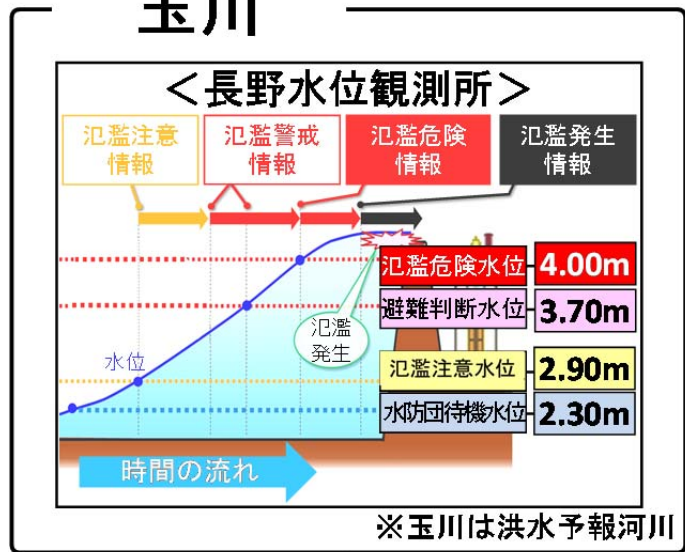 玉川
＜長野水位観測所＞
氾濫注意
情報
氾濫警戒
情報
氾濫危険
情報
氾濫発生
情報
氾濫危険水位
4.00m
避難判断水位
3.70m
氾濫
発生
水位
氾濫注意水位
2.90m
水防団待機水位
2.30m
時間の流れ
※玉川は洪水予報河川